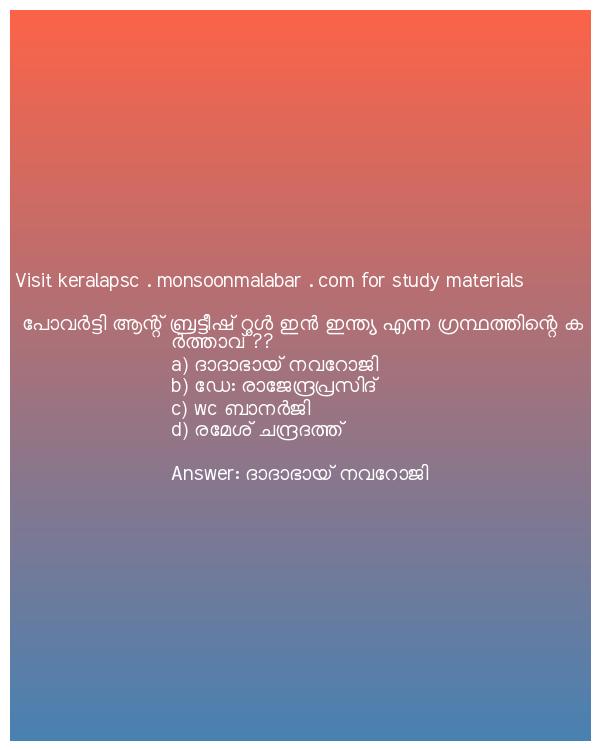 Visit keralapsc . monsoonmalabar . com for study materials
പോവർട്ടി ആന്റ് ബ്രട്ടീഷ് റൂൾ ഇൻ ഇന്ത്യ എന്ന ഗ്രന്ഥത്തിന്റെ ക
ർത്താവ് ??
a) ദാദാഭായ് നവറോജി
b) ഡേ: രാജേന്ദ്രപ്രസിദ്
c) wc ബാനർജി
d) രമേശ് ചന്ദ്രദത്ത്
Answer: ദാദാഭായ് നവറോജി